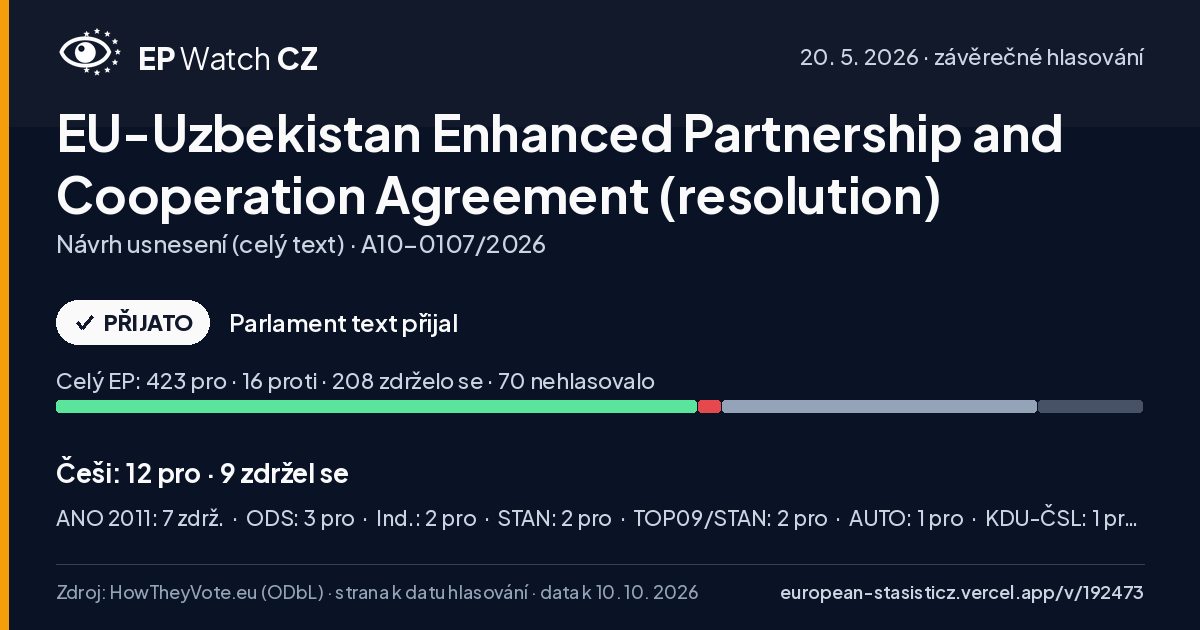 EP Watch CZ
20. 5. 2026 · závěrečné hlasování
EU-Uzbekistan Enhanced Partnership and
Cooperation Agreement (resolution)
Návrh usnesení (celý text) · A10-0107/2026
✓ PŘIJATO Parlament text přijal
Celý EP: 423 pro · 16 proti · 208 zdrželo se · 70 nehlasovalo
Češi: 12 pro · 9 zdržel se
ANO 2011: 7 zdrž. · ODS: 3 pro · Ind.: 2 pro · STAN: 2 pro · TOP09/STAN: 2 pro · AUTO: 1 pro · KDU-ČSL: 1 pr…
Zdroj: HowTheyVote.eu (ODbL) · strana k datu hlasování · data k 10. 10. 2026
european-stasisticz.vercel.app/v/192473